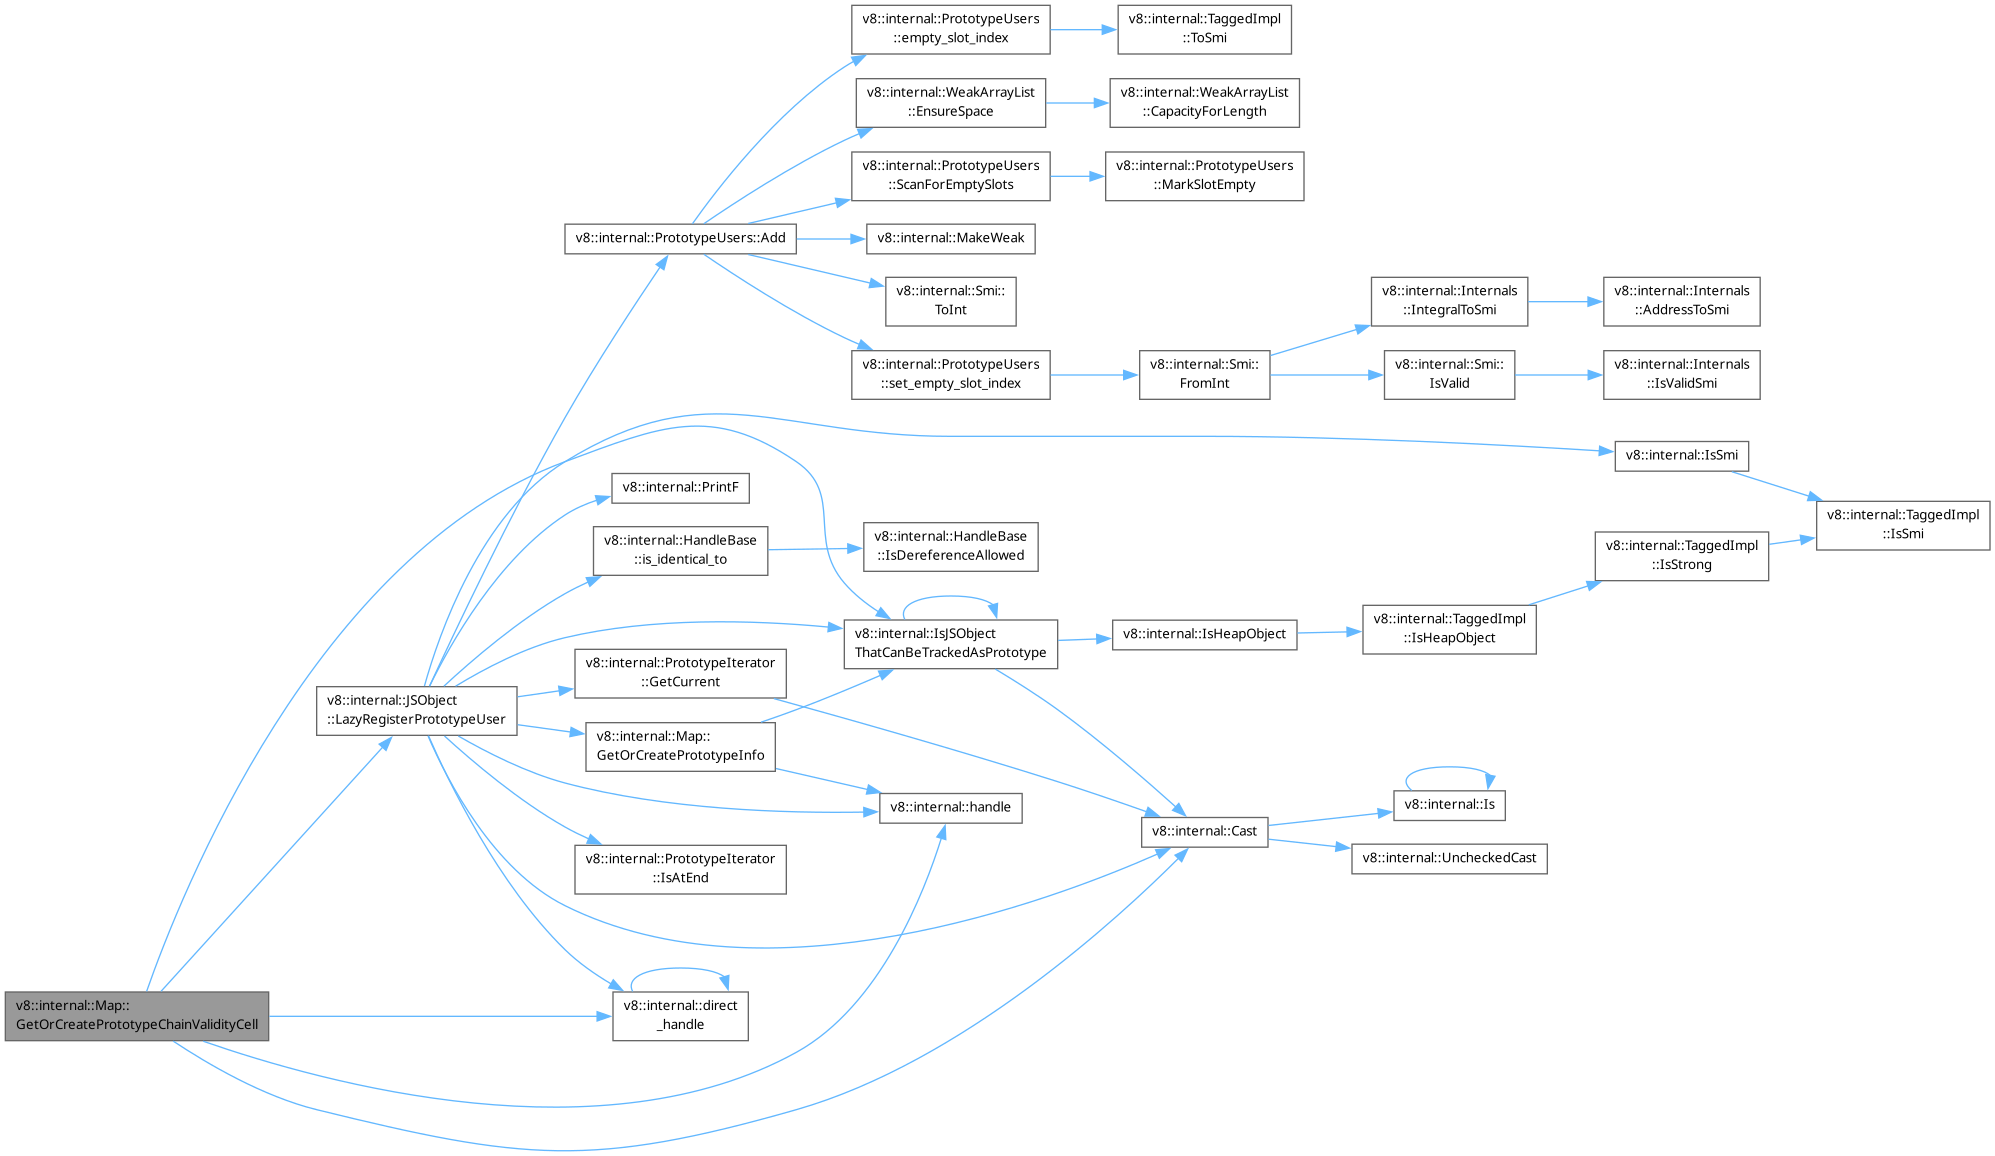 v8::internal::PrototypeUsers
::empty_slot_index
v8::internal::TaggedImpl
::ToSmi
v8::internal::WeakArrayList
::EnsureSpace
v8::internal::WeakArrayList
::CapacityForLength
v8::internal::PrototypeUsers
::ScanForEmptySlots
v8::internal::PrototypeUsers
::MarkSlotEmpty
v8::internal::PrototypeUsers::Add
v8::internal::MakeWeak
v8::internal::Smi::
ToInt
v8::internal::Internals
::IntegralToSmi
v8::internal::Internals
::AddressToSmi
v8::internal::PrototypeUsers
::set_empty_slot_index
v8::internal::Smi::
FromInt
v8::internal::Smi::
IsValid
v8::internal::Internals
::IsValidSmi
v8::internal::IsSmi
v8::internal::PrintF
v8::internal::TaggedImpl
::IsSmi
v8::internal::HandleBase
::is_identical_to
v8::internal::HandleBase
::IsDereferenceAllowed
v8::internal::TaggedImpl
::IsStrong
v8::internal::IsJSObject
ThatCanBeTrackedAsPrototype
v8::internal::IsHeapObject
v8::internal::TaggedImpl
::IsHeapObject
v8::internal::PrototypeIterator
::GetCurrent
v8::internal::JSObject
::LazyRegisterPrototypeUser
v8::internal::Map::
GetOrCreatePrototypeInfo
v8::internal::handle
v8::internal::Is
v8::internal::Cast
v8::internal::UncheckedCast
v8::internal::PrototypeIterator
::IsAtEnd
v8::internal::Map::
GetOrCreatePrototypeChainValidityCell
v8::internal::direct
_handle